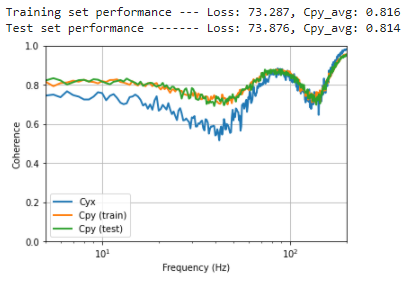 Training set performance --- Loss: 73.287, Cpy_avg: 0.816
Test set performance ------- Loss: 73.876, Cpy_avg: 0.814
1.0
0.8
0.6
0.4
0.2
0.0
Coherence
Cyx
Cpy (train)
Cpy (test)
10¹
10²
Frequency (Hz)